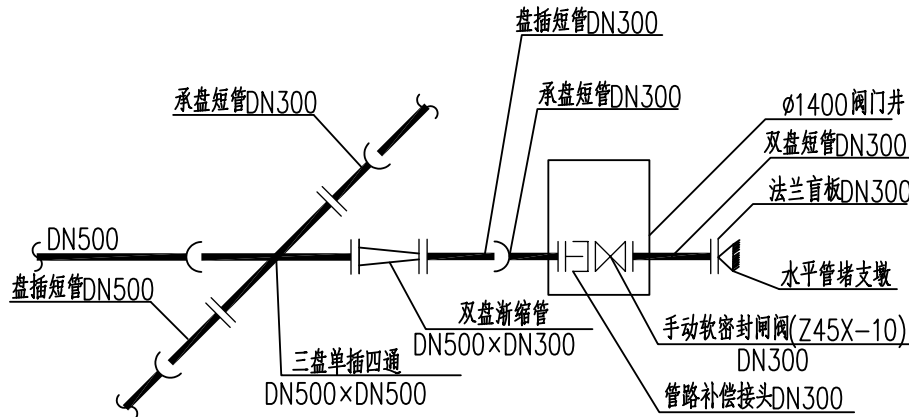 盘插短管DN300
承盘短管DN300
承盘短管DN300
ø1400阀门井
双盘短管DN300
法兰盲板DN300
DN500
盘插短管DN500
水平管堵支墩
双盘渐缩管
DN500×DN300
手动软密封闸阀(Z45X-10)
DN300
三盘单插四通
DN500×DN500
管路补偿接头DN300